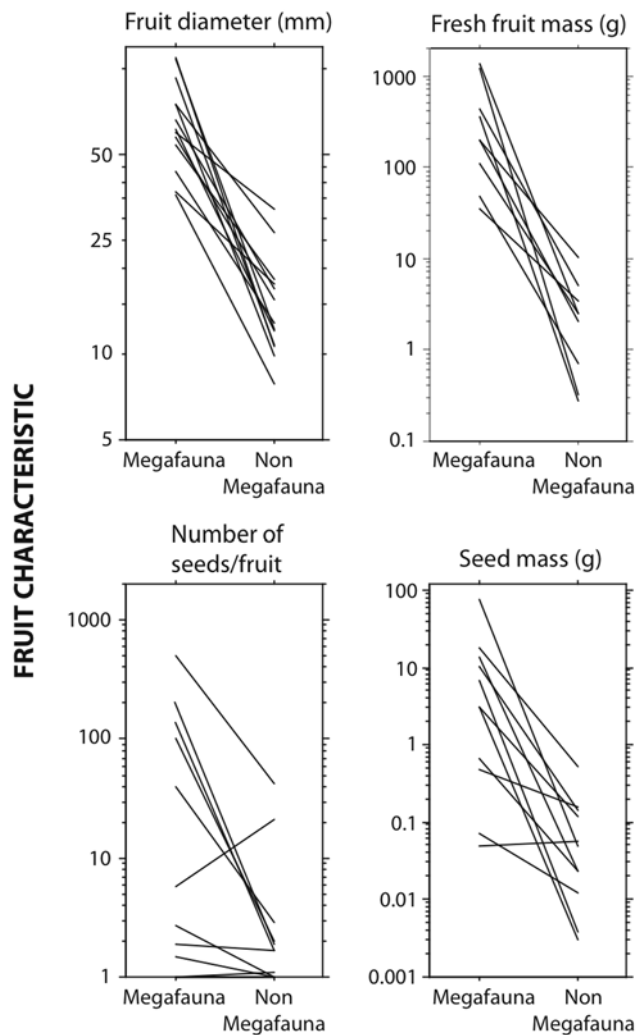 Fruit diameter (mm)
50
25
10
5
Megafauna
Non
Megafauna
Fresh fruit mass (g)
1000
100
10
1
0.1
Megafauna
Non
Megafauna
FRUIT CHARACTERISTIC
Number of
seeds/fruit
1000
100
10
1
Megafauna
Non
Megafauna
Seed mass (g)
100
10
1
0.1
0.01
0.001
Megafauna
Non
Megafauna